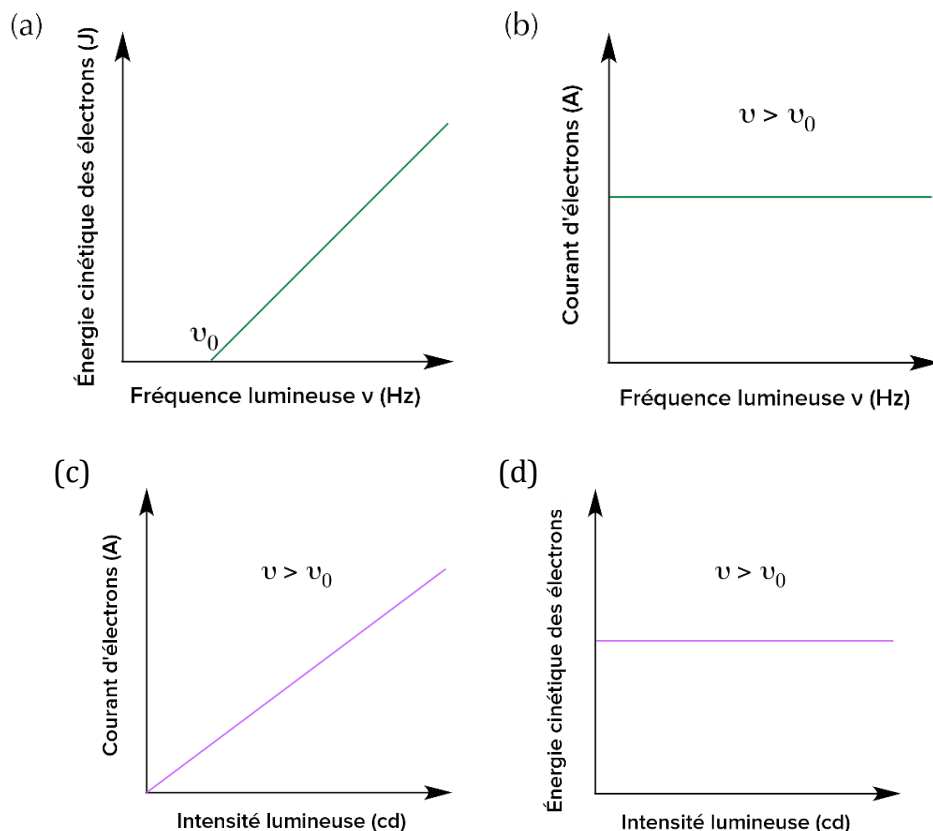 (a)
Énergie cinétique des électrons (J)
υ₀
Fréquence lumineuse ν (Hz)
(b)
Courant d'électrons (A)
υ > υ₀
Fréquence lumineuse ν (Hz)
(c)
Courant d'électrons (A)
υ > υ₀
Intensité lumineuse (cd)
(d)
Énergie cinétique des électrons
υ > υ₀
Intensité lumineuse (cd)